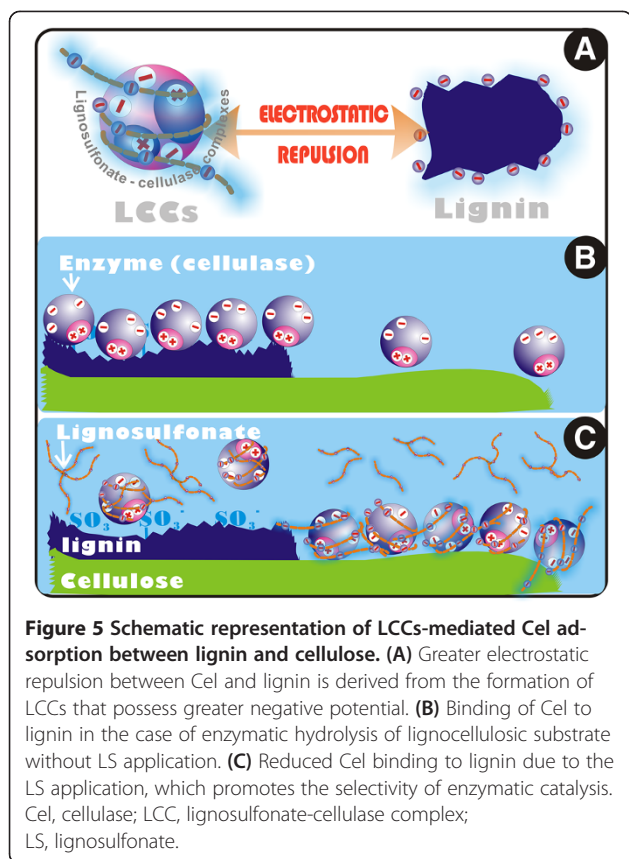 A
Lignosulfonate - cellulase complexes
ELECTROSTATIC
REPULSION
LCCs
Lignin
B
Enzyme (cellulase)
C
Lignosulfonate
SO3- SO3- SO3-
lignin
Cellulose
Figure 5 Schematic representation of LCCs-mediated Cel ad-
sorption between lignin and cellulose. (A) Greater electrostatic
repulsion between Cel and lignin is derived from the formation of
LCCs that possess greater negative potential. (B) Binding of Cel to
lignin in the case of enzymatic hydrolysis of lignocellulosic substrate
without LS application. (C) Reduced Cel binding to lignin due to the
LS application, which promotes the selectivity of enzymatic catalysis.
Cel, cellulase; LCC, lignosulfonate-cellulase complex;
LS, lignosulfonate.